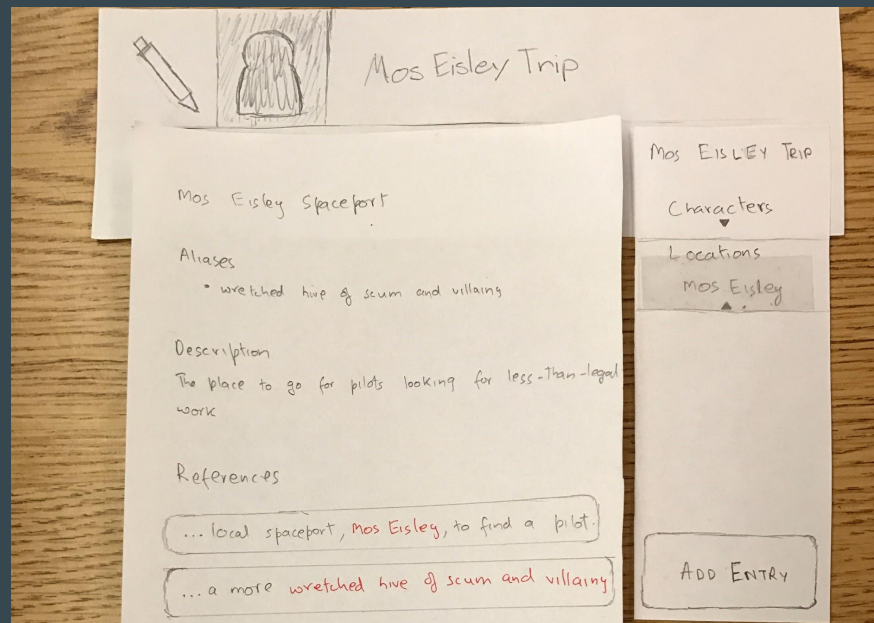 Mos Eisley Trip
Mos Eisley Spaceport
Aliases
• wretched hive of scum and villainy
Description
The place to go for pilots looking for less-than-legal
work
References
... local spaceport, Mos Eisley, to find a pilot.
... a more wretched hive of scum and villainy
MOS EISLEY TRIP
Characters
Locations
Mos Eisley
ADD ENTRY